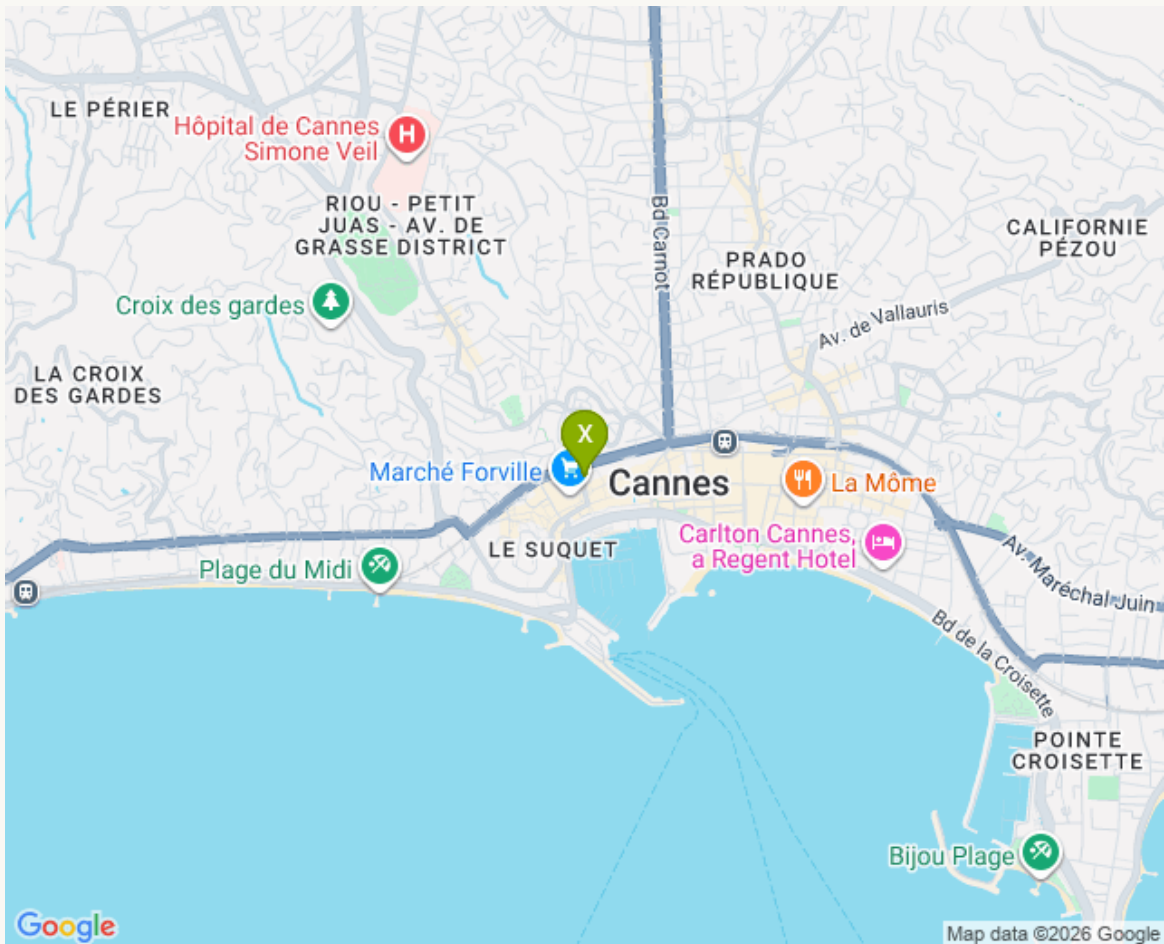 LE PÉRIER
Hôpital de Cannes
Simone Veil
H
RIOU - PETIT
JUAS - AV. DE
GRASSE DISTRICT
Bd Carnot
CALIFORNIE
PÉZOU
PRADO
RÉPUBLIQUE
Croix des gardes
Av. de Vallauris
LA CROIX
DES GARDES
X
Marché Forville
Cannes
La Môme
LE SUQUET
Carlton Cannes,
a Regent Hotel
Plage du Midi
Av. Maréchal Juin
Bd de la Croisette
POINTE
CROISETTE
Bijou Plage
Google
Map data ©2026 Google